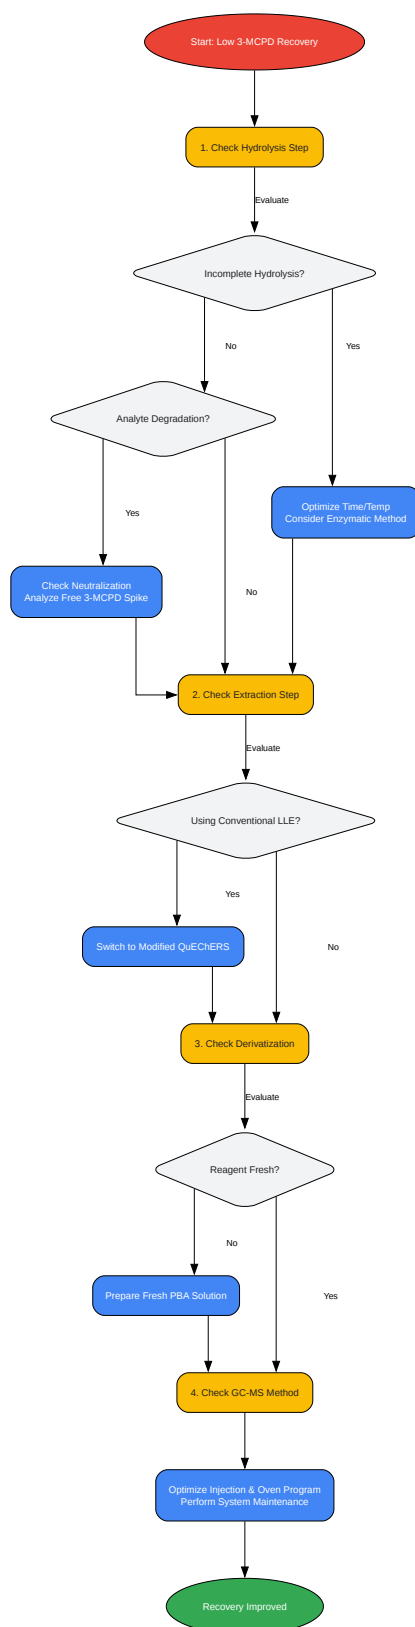 Start: Low 3-MCPD Recovery
1. Check Hydrolysis Step
Evaluate
Incomplete Hydrolysis?
No
Yes
Analyte Degradation?
Optimize Time/Temp
Consider Enzymatic Method
Yes
Check Neutralization
Analyze Free 3-MCPD Spike
No
2. Check Extraction Step
Evaluate
Using Conventional LLE?
Yes
Switch to Modified QuEChERS
No
3. Check Derivatization
Evaluate
Reagent Fresh?
No
Prepare Fresh PBA Solution
Yes
4. Check GC-MS Method
Optimize Injection & Oven Program
Perform System Maintenance
Recovery Improved